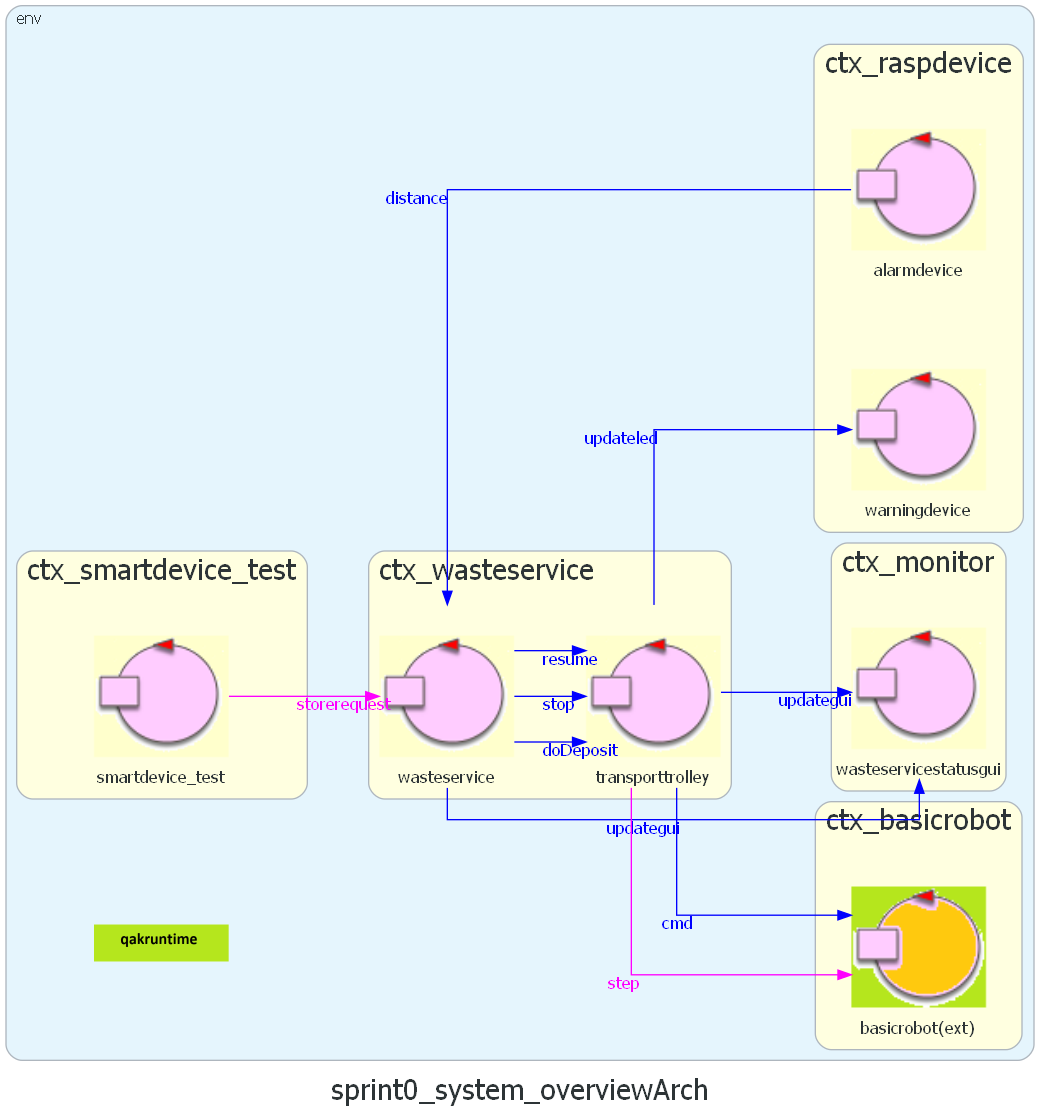 env
ctx_raspdevice
alarmdevice
distance
warningdevice
updateled
ctx_smartdevice_test
smartdevice_test
storerequest
ctx_wasteservice
wasteservice
resume
stop
doDeposit
transporttrolley
updategui
ctx_monitor
wasteservicestatusgui
updategui
ctx_basicrobot
cmd
step
basicrobot(ext)
qakruntime
sprint0_system_overviewArch